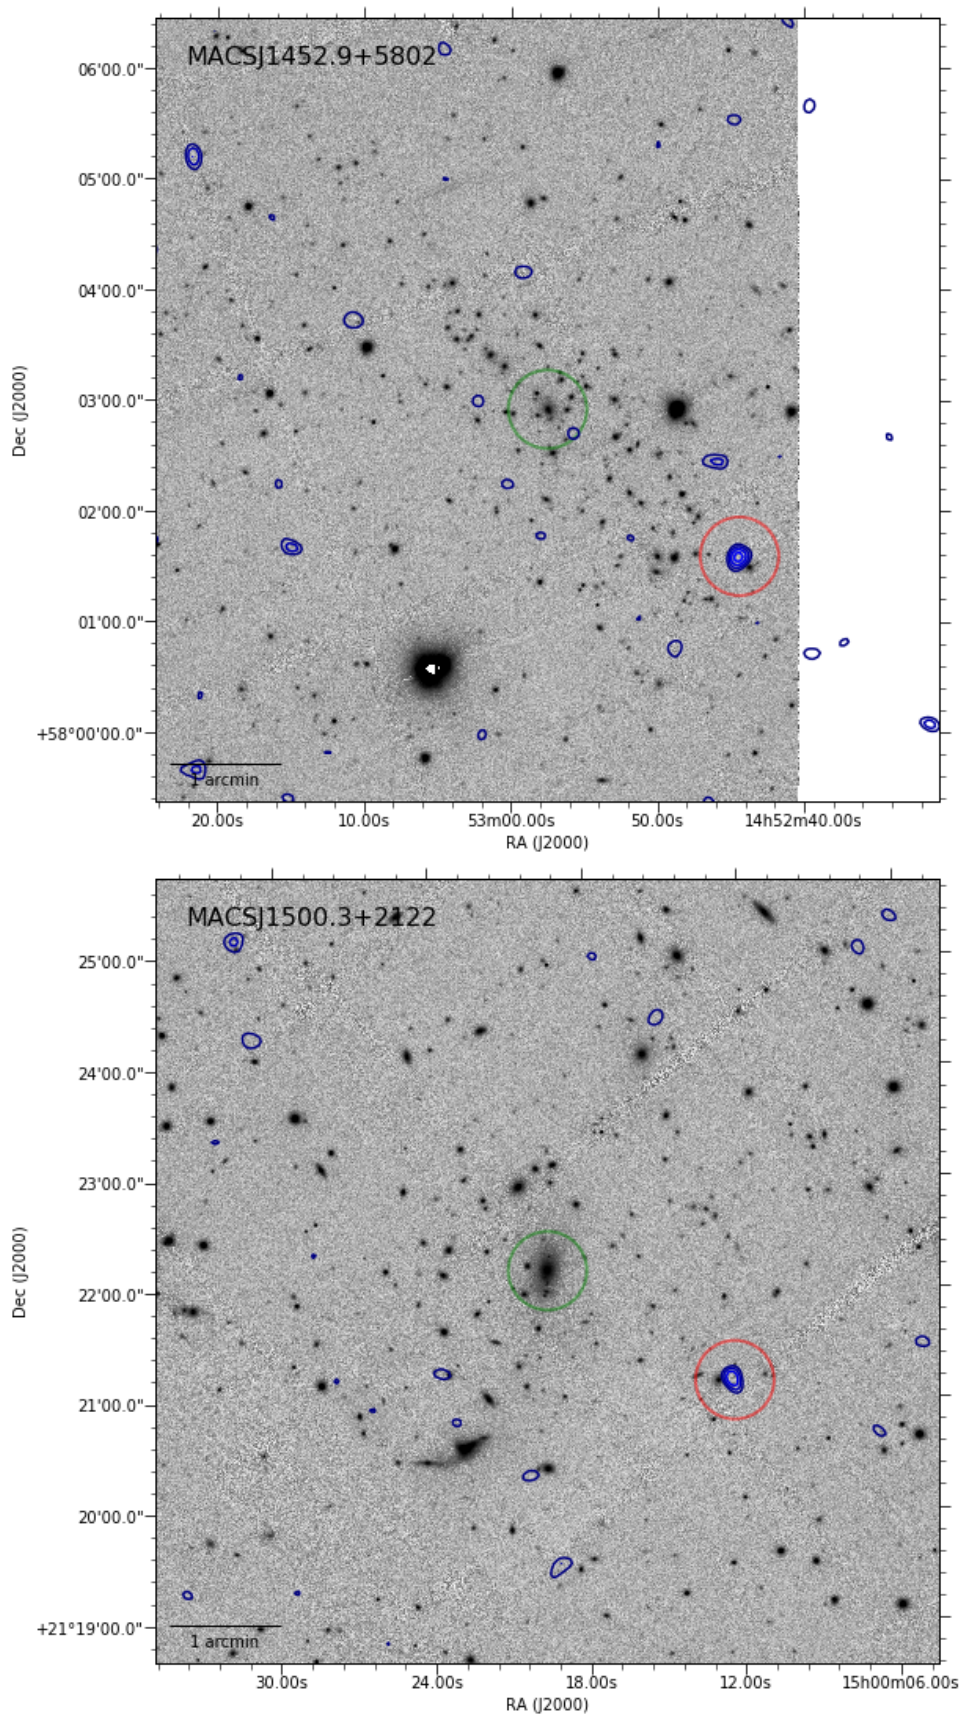 MACSJ1452.9+5802
06'00.0"
05'00.0"
04'00.0"
03'00.0"
02'00.0"
01'00.0"
+58°00'00.0"
Dec (J2000)
1 arcmin
20.00s 10.00s 53m00.00s 50.00s 14h52m40.00s
RA (J2000)
MACSJ1500.3+2122
25'00.0"
24'00.0"
23'00.0"
22'00.0"
21'00.0"
20'00.0"
+21°19'00.0"
Dec (J2000)
1 arcmin
30.00s 24.00s 18.00s 12.00s 15h00m06.00s
RA (J2000)